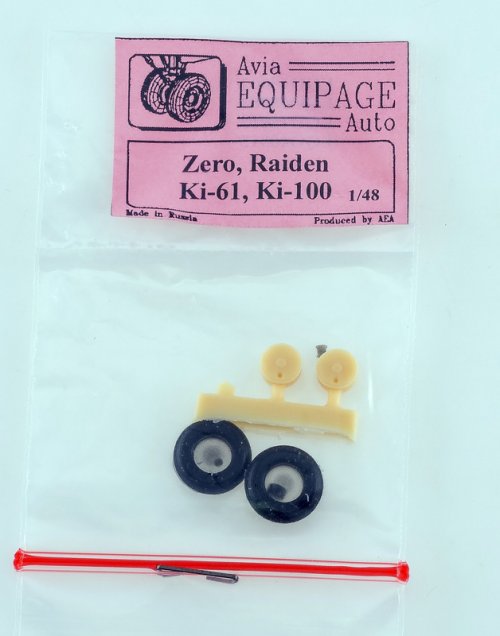 Avia
EQUIPAGE
Auto
Zero, Raiden
Ki-61, Ki-100 1/48
Made in Russia Produced by AEA